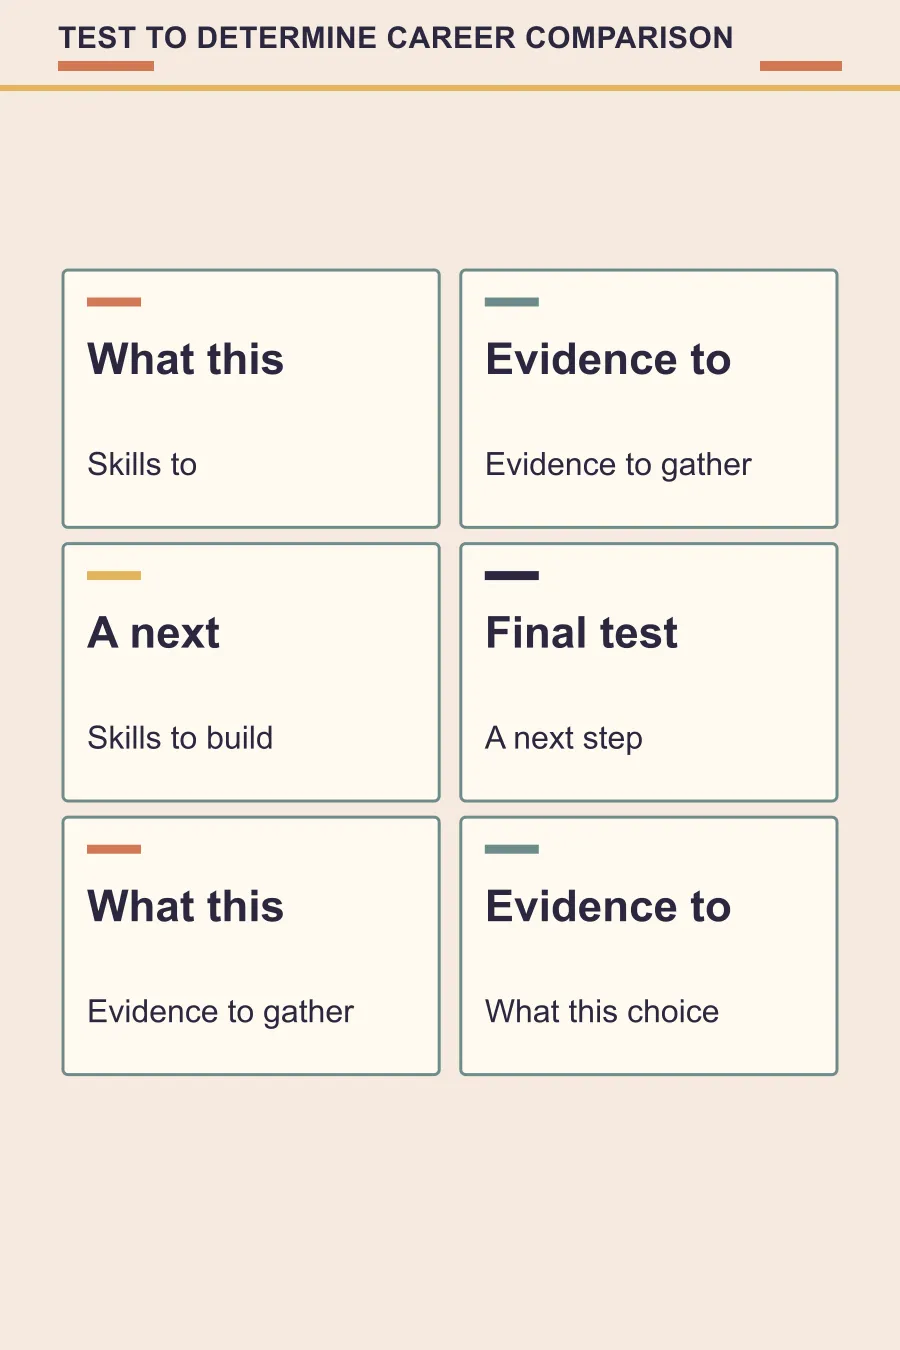 TEST TO DETERMINE CAREER COMPARISON
What this
Skills to
Evidence to
Evidence to gather
A next
Skills to build
Final test
A next step
What this
Evidence to gather
Evidence to
What this choice